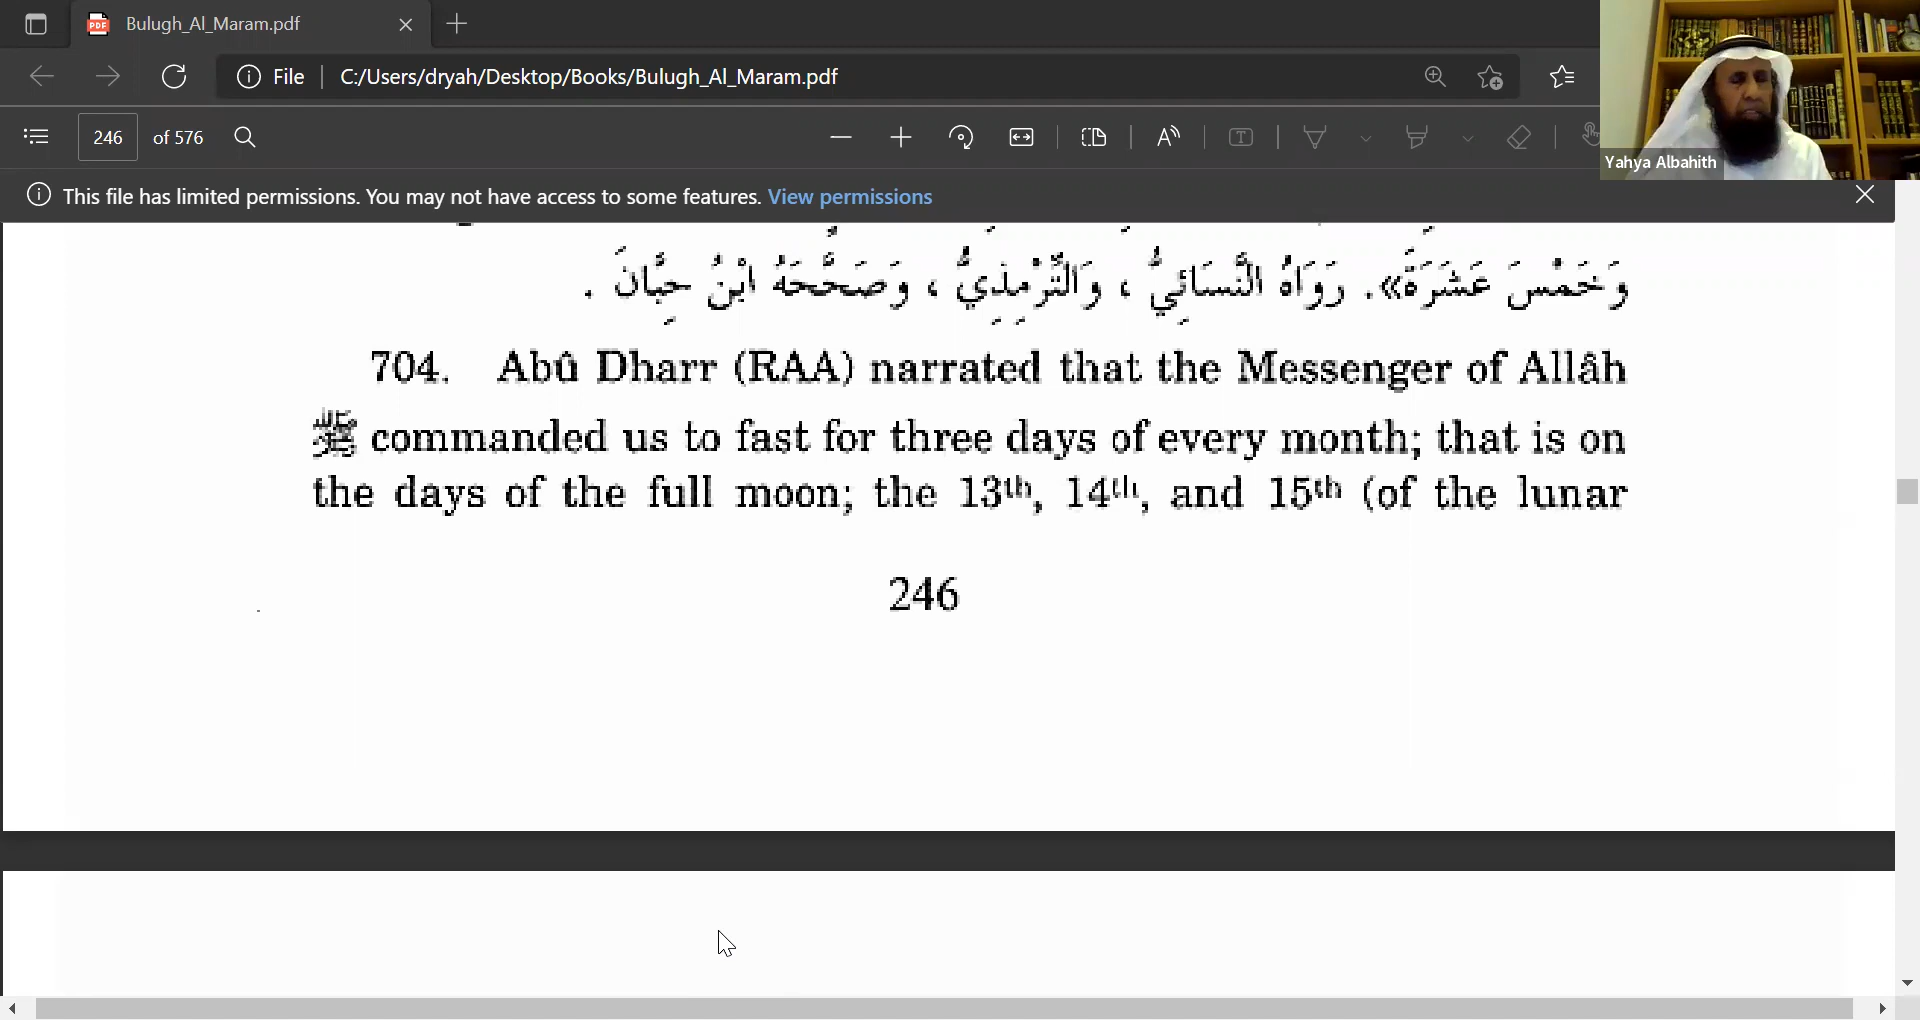 Bulugh_Al_Maram.pdf
File C:/Users/dryah/Desktop/Books/Bulugh_Al_Maram.pdf
246 of 576
Yahya Albahith
This file has limited permissions. You may not have access to some features. View permissions
وَخَمْسَ عَشَرَةَ». رَوَاهُ النَّسَائِيُّ ، وَالتِّرْمِذِيُّ ، وَصَحَّحَهُ ابْنُ حِبَّانَ .
704. Abû Dharr (RAA) narrated that the Messenger of Allâh
ﷺ commanded us to fast for three days of every month; that is on
the days of the full moon; the 13th, 14th, and 15th (of the lunar
246